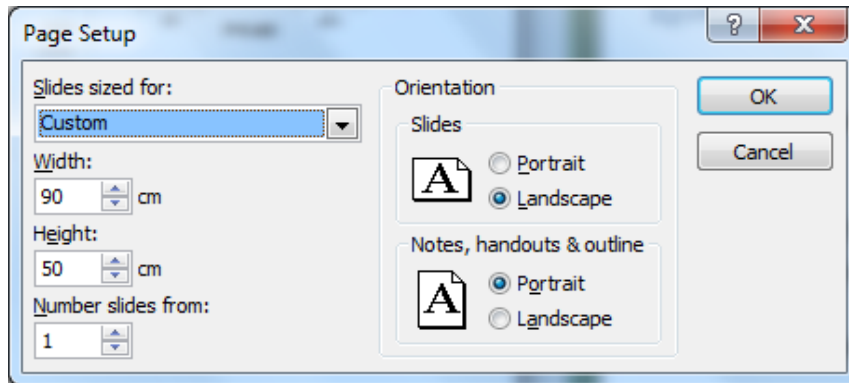 Page Setup
Slides sized for:
Custom
Width:
90 cm
Height:
50 cm
Number slides from:
1
Orientation
Slides
A
Portrait
Landscape
Notes, handouts & outline
A
Portrait
Landscape
?
OK
Cancel